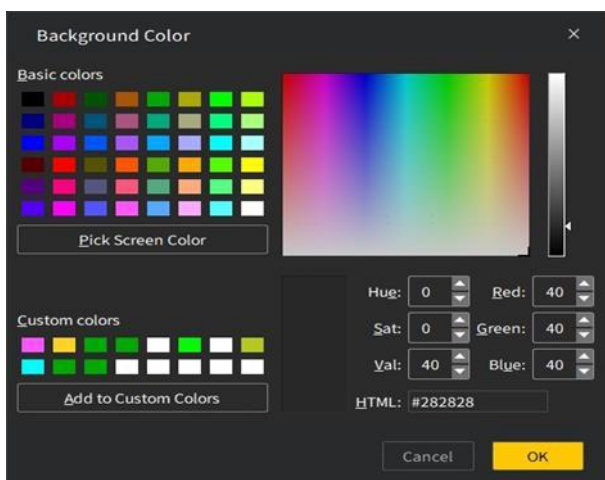 Background Color
Basic colors
Pick Screen Color
Hue: 0 Red: 40
Custom colors
Sat: 0 Green: 40
Val: 40 Blue: 40
Add to Custom Colors
HTML: #282828
Cancel OK